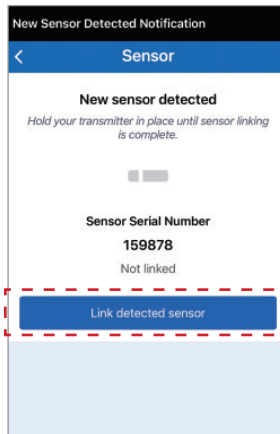 New Sensor Detected Notification
Sensor
New sensor detected
Hold your transmitter in place until sensor linking
is complete.
Sensor Serial Number
159878
Not linked
Link detected sensor